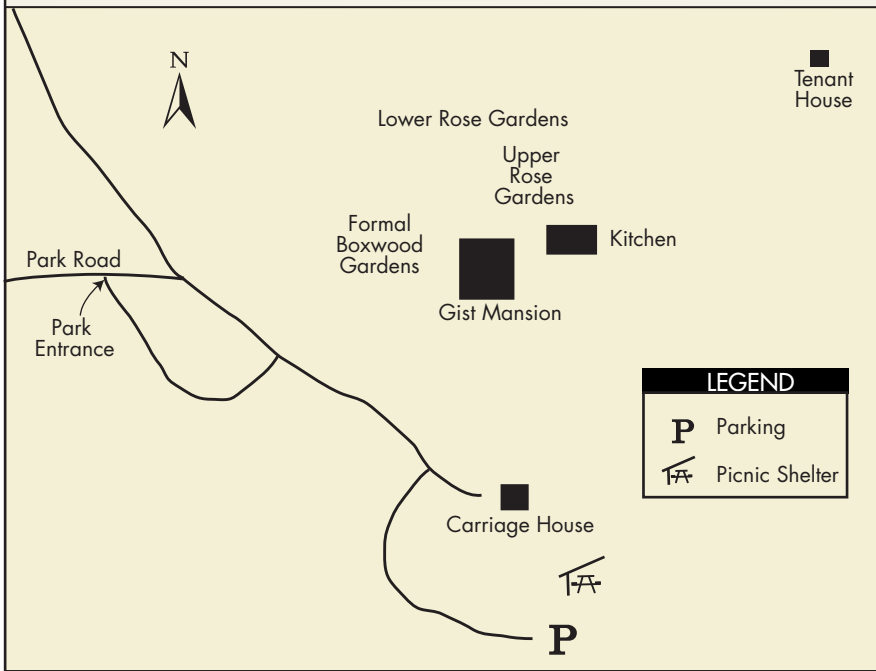 N
Tenant
House
Lower Rose Gardens
Upper
Rose
Gardens
Formal
Boxwood
Gardens
Kitchen
Gist Mansion
Park Road
Park
Entrance
LEGEND
P Parking
Picnic Shelter
Carriage House
P